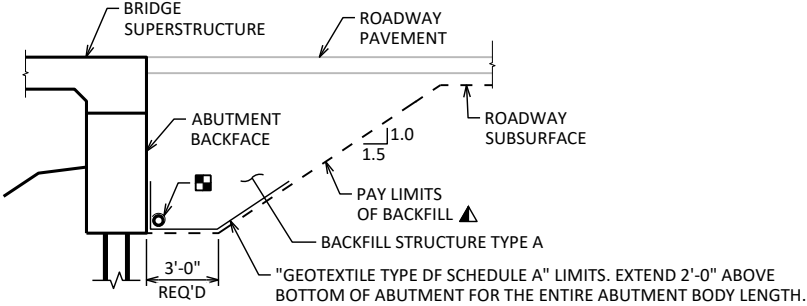 BRIDGE
SUPERSTRUCTURE
ROADWAY
PAVEMENT
ABUTMENT
BACKFACE
ROADWAY
SUBSURFACE
1.0
1.5
PAY LIMITS
OF BACKFILL
BACKFILL STRUCTURE TYPE A
3'-0"
REQ'D
"GEOTEXTILE TYPE DF SCHEDULE A" LIMITS. EXTEND 2'-0" ABOVE
BOTTOM OF ABUTMENT FOR THE ENTIRE ABUTMENT BODY LENGTH.